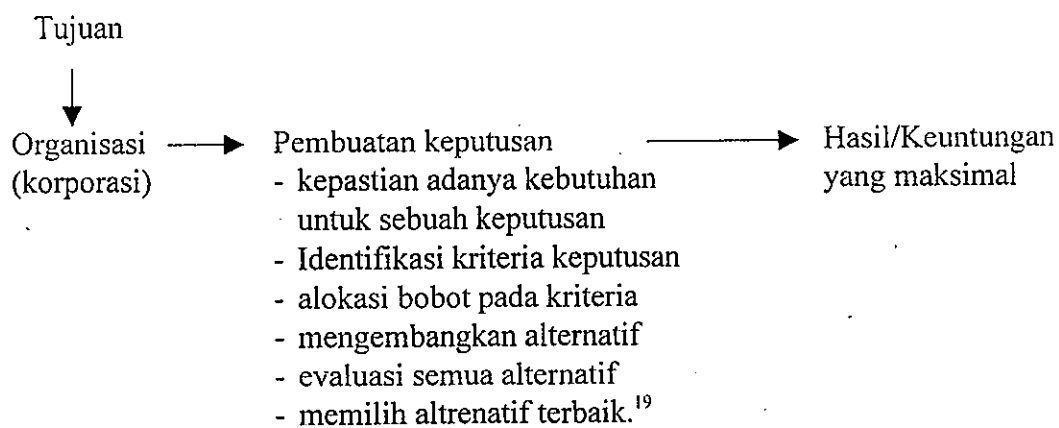 Tujuan
Organisasi
(korporasi)
Pembuatan keputusan
- kepastian adanya kebutuhan
untuk sebuah keputusan
- Identifikasi kriteria keputusan
- alokasi bobot pada kriteria
- mengembangkan alternatif
- evaluasi semua alternatif
- memilih altrenatif terbaik.¹⁹
Hasil/Keuntungan
yang maksimal